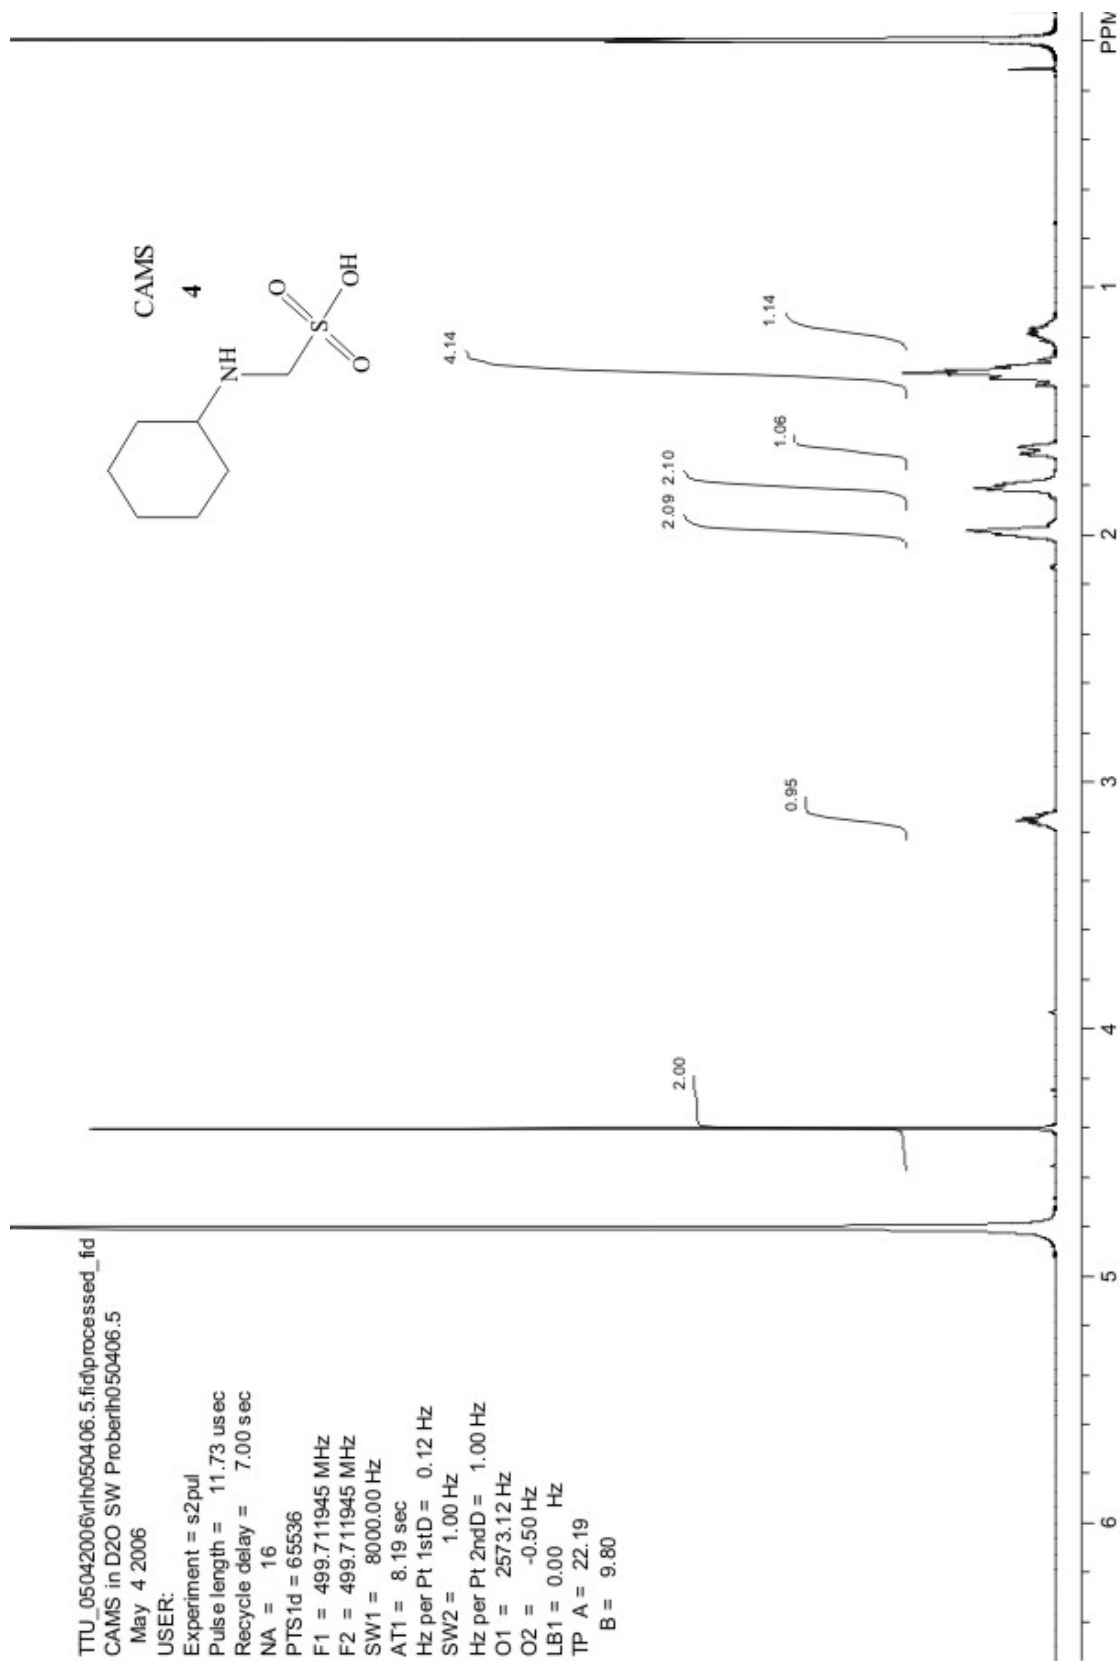 TTU_05042006\rlh050406.5.fid\processed_fid
CAMS in D2O SW Proberlh050406.5
May 4 2006
USER:
Experiment = s2pul
Pulse length = 11.73 usec
Recycle delay = 7.00 sec
NA = 16
PTS1d = 65536
F1 = 499.711945 MHz
F2 = 499.711945 MHz
SW1 = 8000.00 Hz
AT1 = 8.19 sec
Hz per Pt 1stD = 0.12 Hz
SW2 = 1.00 Hz
Hz per Pt 2ndD = 1.00 Hz
O1 = 2573.12 Hz
O2 = -0.50 Hz
LB1 = 0.00 Hz
TP A = 22.19
B = 9.80
CAMS
4
NH
O
S
OH
O
2.00
0.95
2.09 2.10
1.06
4.14
1.14
6 5 4 3 2 1 PPM